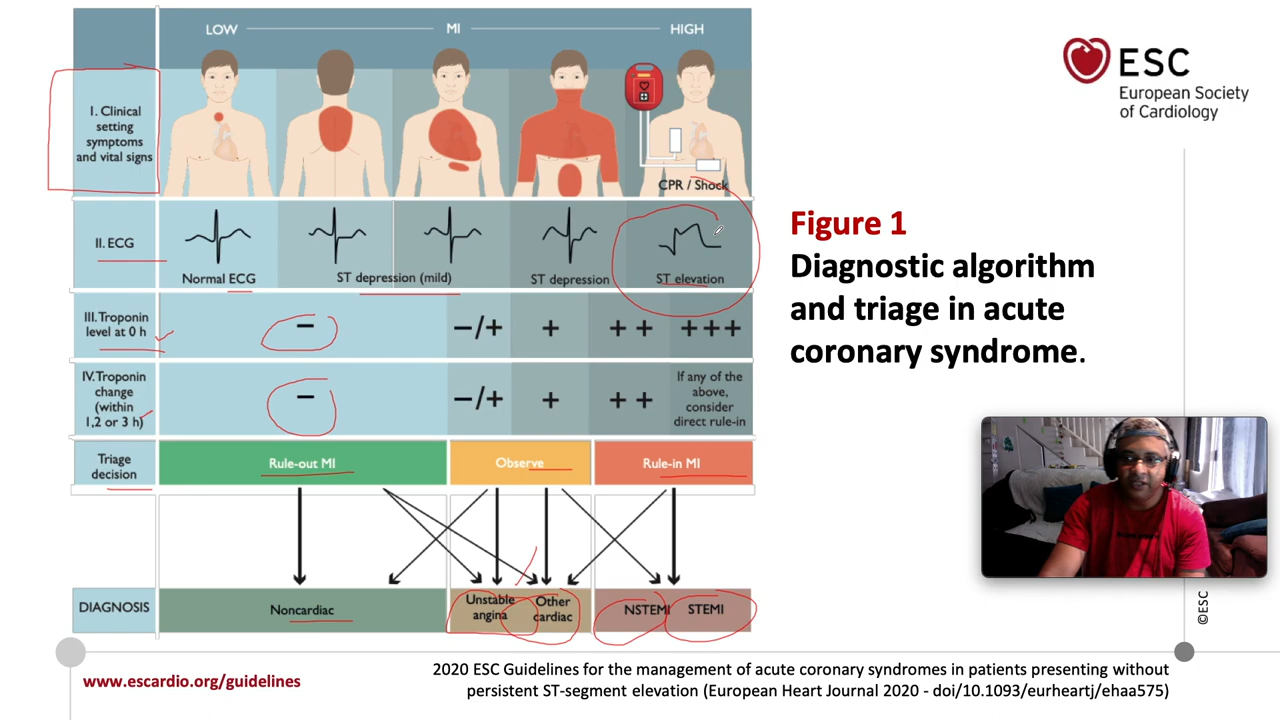 LOW
MI
HIGH
I. Clinical
setting
symptoms
and vital signs
CPR / Shock
II. ECG
Normal ECG
ST depression (mild)
ST depression
ST elevation
III. Troponin
level at 0 h
–
–/+
+
++
+++
IV. Troponin
change
(within
1,2 or 3 h)
–
–/+
+
++
If any of the
above,
consider
direct rule-in
Triage
decision
Rule-out MI
Observe
Rule-in MI
DIAGNOSIS
Noncardiac
Unstable
angina
Other
cardiac
NSTEMI
STEMI
ESC
European Society
of Cardiology
Figure 1
Diagnostic algorithm
and triage in acute
coronary syndrome.
©ESC
www.escardio.org/guidelines
2020 ESC Guidelines for the management of acute coronary syndromes in patients presenting without
persistent ST-segment elevation (European Heart Journal 2020 - doi/10.1093/eurheartj/ehaa575)